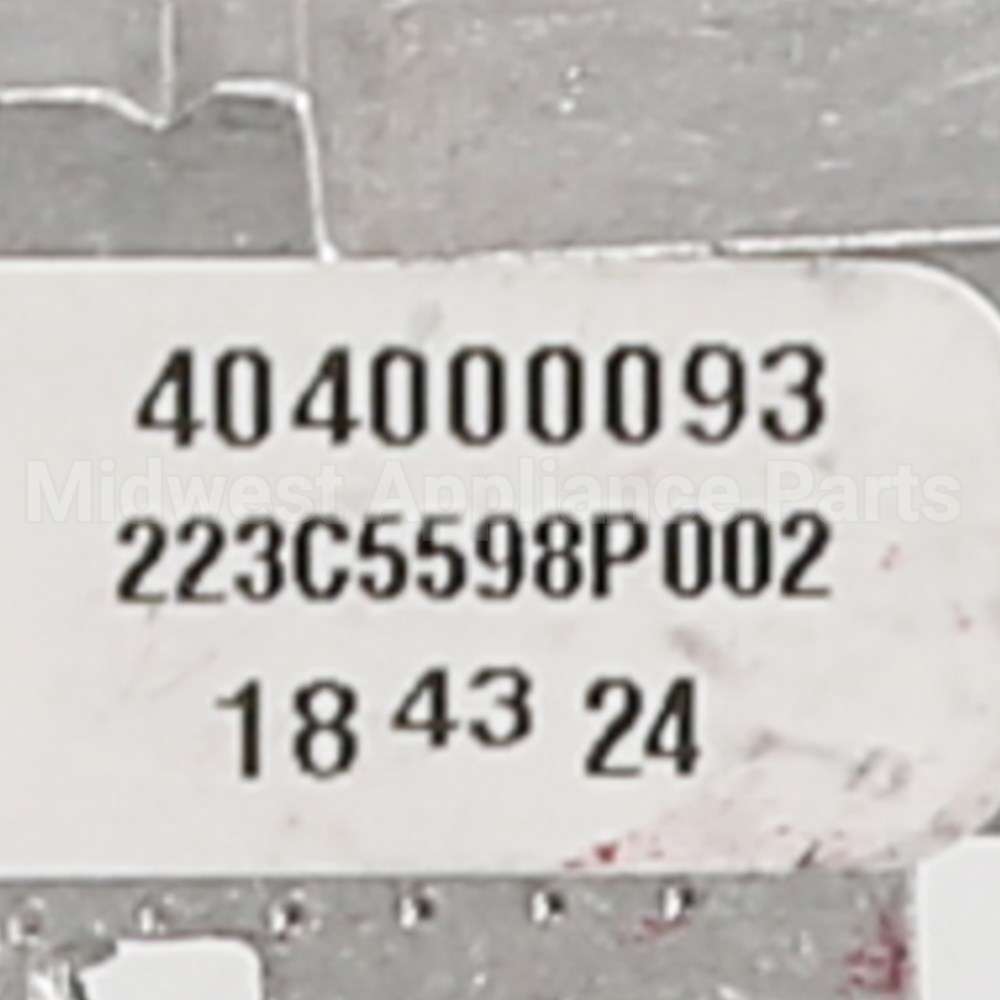 404000093
Midwest Appliance Parts
223C5598P002
18 43 24